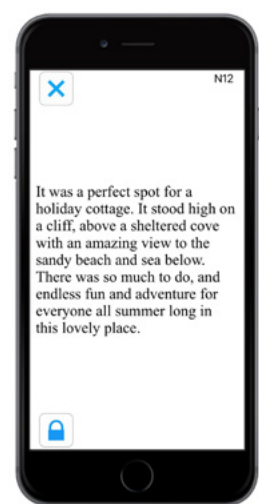 N12
It was a perfect spot for a
holiday cottage. It stood high on
a cliff, above a sheltered cove
with an amazing view to the
sandy beach and sea below.
There was so much to do, and
endless fun and adventure for
everyone all summer long in
this lovely place.